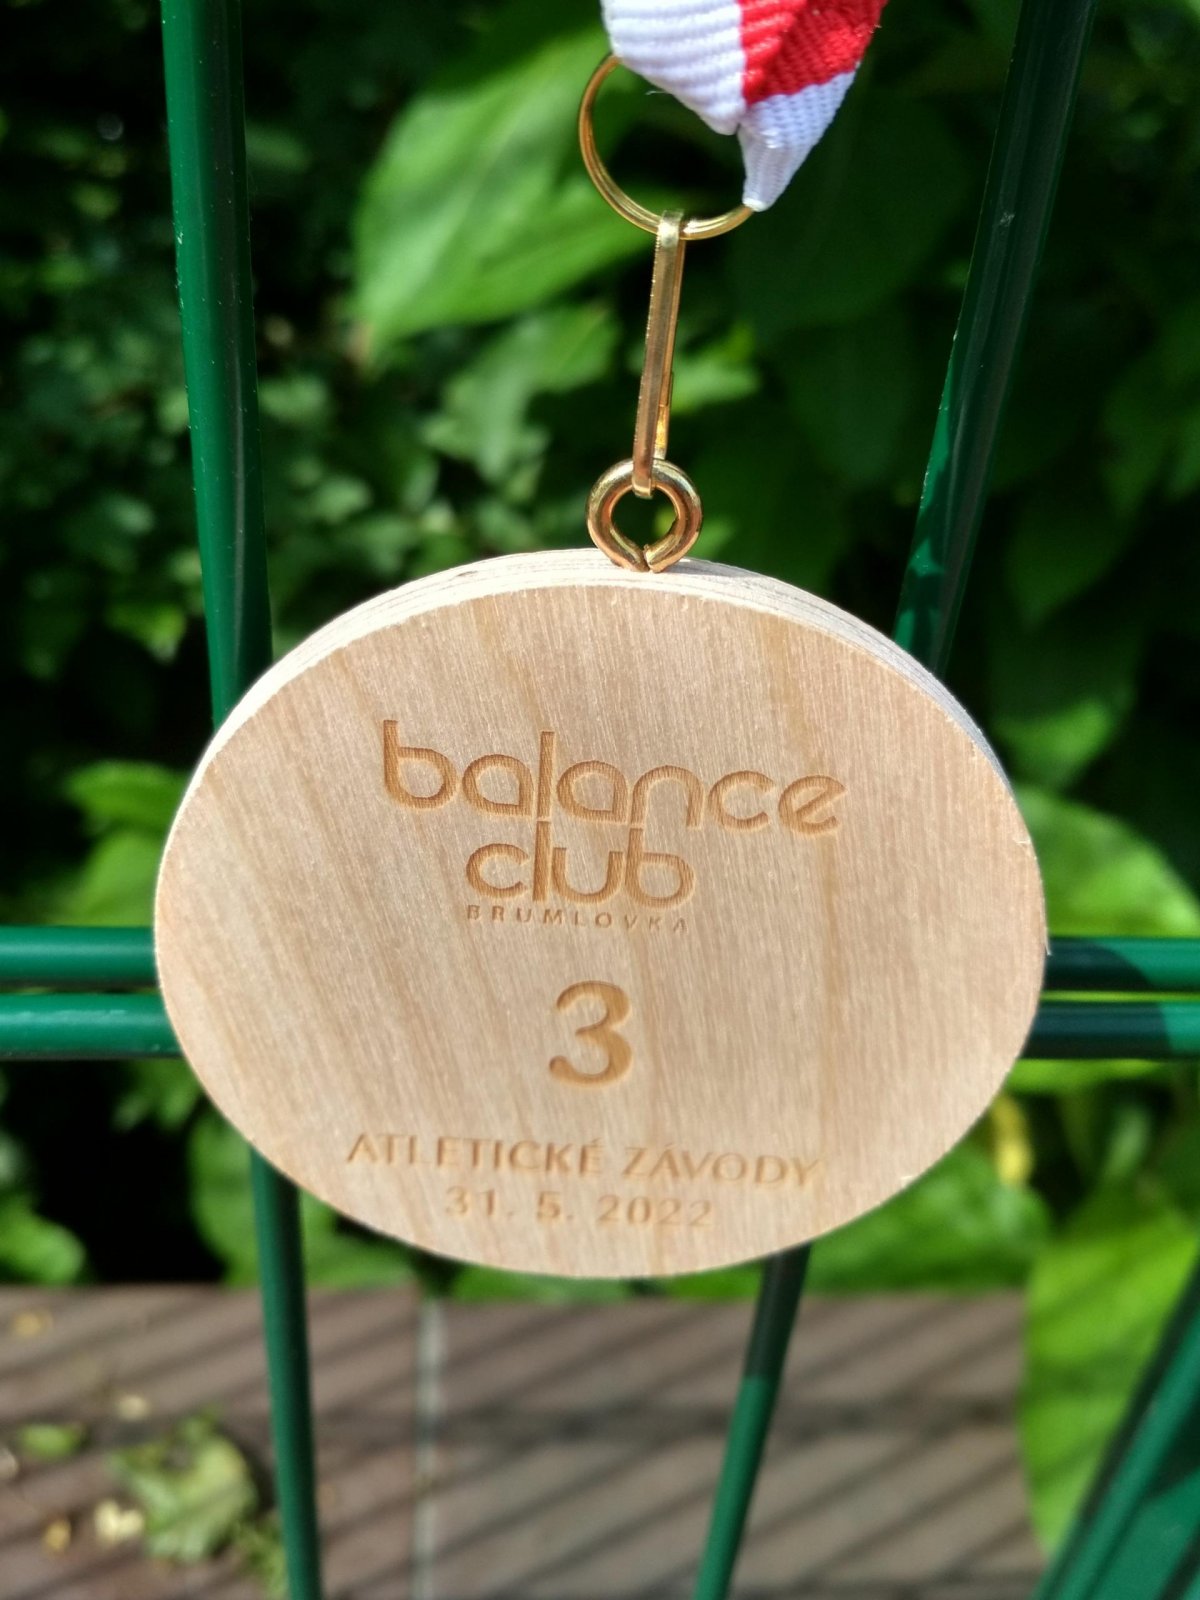 balance
club
BRUMLOVKA
3
ATLETICKÉ ZÁVODY
31. 5. 2022